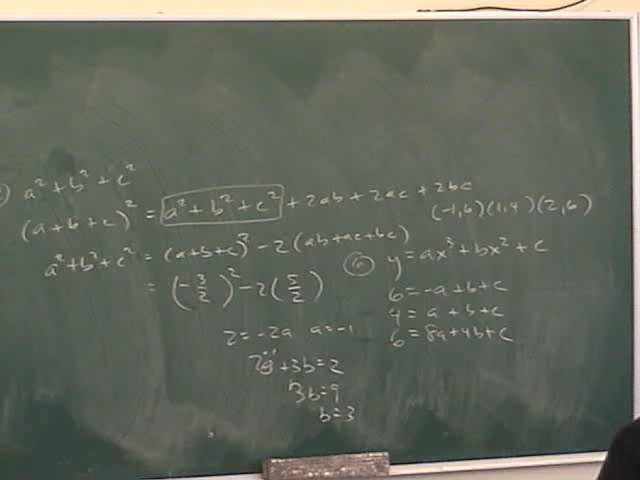 a² + b² + c²
(a + b + c)² = a² + b² + c² + 2ab + 2ac + 2bc
a² + b² + c² = (a+b+c)² - 2(ab+ac+bc)
= (-3/2)² - 2(5/2)
(-1,6)(1,4)(2,6)
y = ax³ + bx² + c
6 = -a + b + c
4 = a + b + c
6 = 8a + 4b + c
2 = -2a a = -1
+3b = 2
3b = 9
b = 3